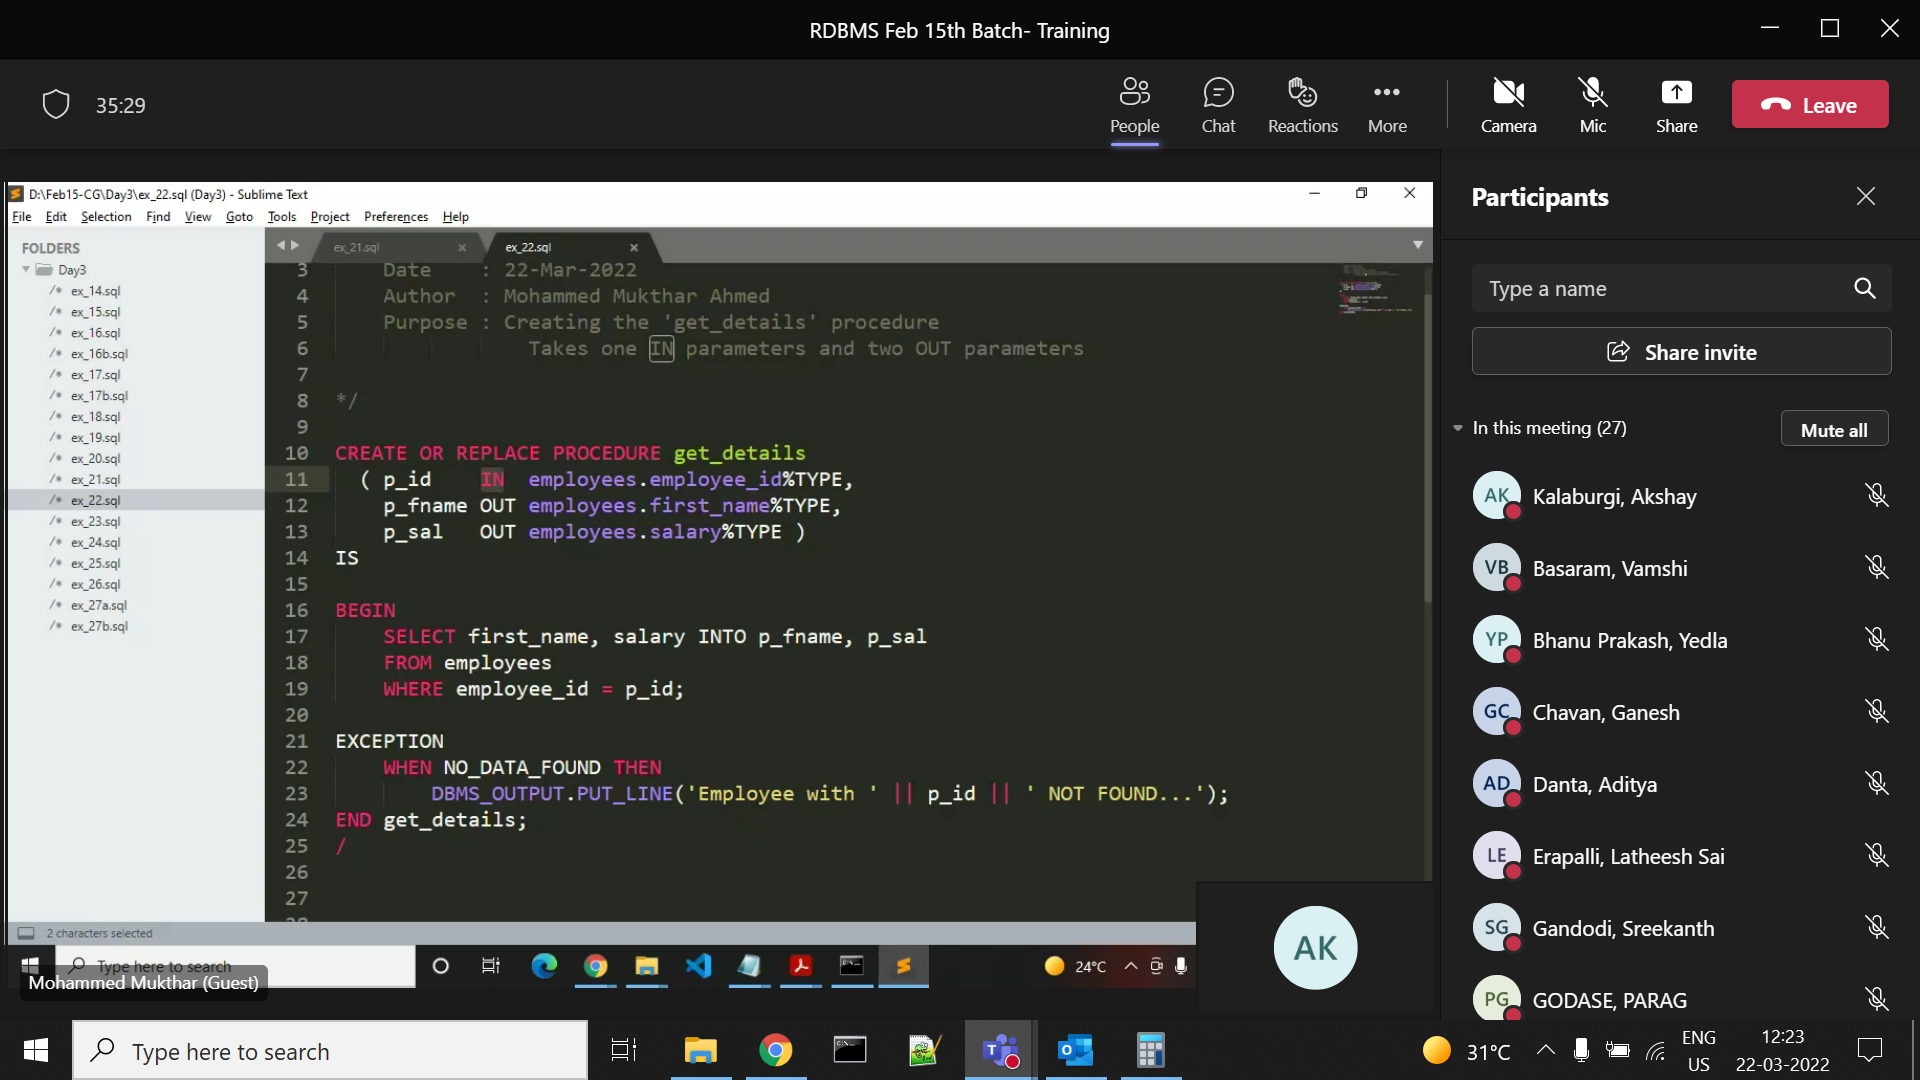 RDBMS Feb 15th Batch- Training
35:29
People
Chat
Reactions
More
Camera
Mic
Share
Leave
D:\Feb15-CG\Day3\ex_22.sql (Day3) - Sublime Text
File Edit Selection Find View Goto Tools Project Preferences Help
FOLDERS
Day3
/* ex_14.sql
/* ex_15.sql
/* ex_16.sql
/* ex_16b.sql
/* ex_17.sql
/* ex_17b.sql
/* ex_18.sql
/* ex_19.sql
/* ex_20.sql
/* ex_21.sql
/* ex_22.sql
/* ex_23.sql
/* ex_24.sql
/* ex_25.sql
/* ex_26.sql
/* ex_27a.sql
/* ex_27b.sql
ex_21.sql
ex_22.sql
3 Date : 22-Mar-2022
4 Author : Mohammed Mukthar Ahmed
5 Purpose : Creating the 'get_details' procedure
6 Takes one IN parameters and two OUT parameters
7
8 */
9
10 CREATE OR REPLACE PROCEDURE get_details
11 ( p_id IN employees.employee_id%TYPE,
12 p_fname OUT employees.first_name%TYPE,
13 p_sal OUT employees.salary%TYPE )
14 IS
15
16 BEGIN
17 SELECT first_name, salary INTO p_fname, p_sal
18 FROM employees
19 WHERE employee_id = p_id;
20
21 EXCEPTION
22 WHEN NO_DATA_FOUND THEN
23 DBMS_OUTPUT.PUT_LINE('Employee with ' || p_id || ' NOT FOUND...');
24 END get_details;
25 /
26
27
28
2 characters selected
Type here to search
24°C
Mohammed Mukthar (Guest)
AK
Participants
Type a name
Share invite
In this meeting (27)
Mute all
AK Kalaburgi, Akshay
VB Basaram, Vamshi
YP Bhanu Prakash, Yedla
GC Chavan, Ganesh
AD Danta, Aditya
LE Erapalli, Latheesh Sai
SG Gandodi, Sreekanth
PG GODASE, PARAG
Type here to search
31°C
ENG
US
12:23
22-03-2022